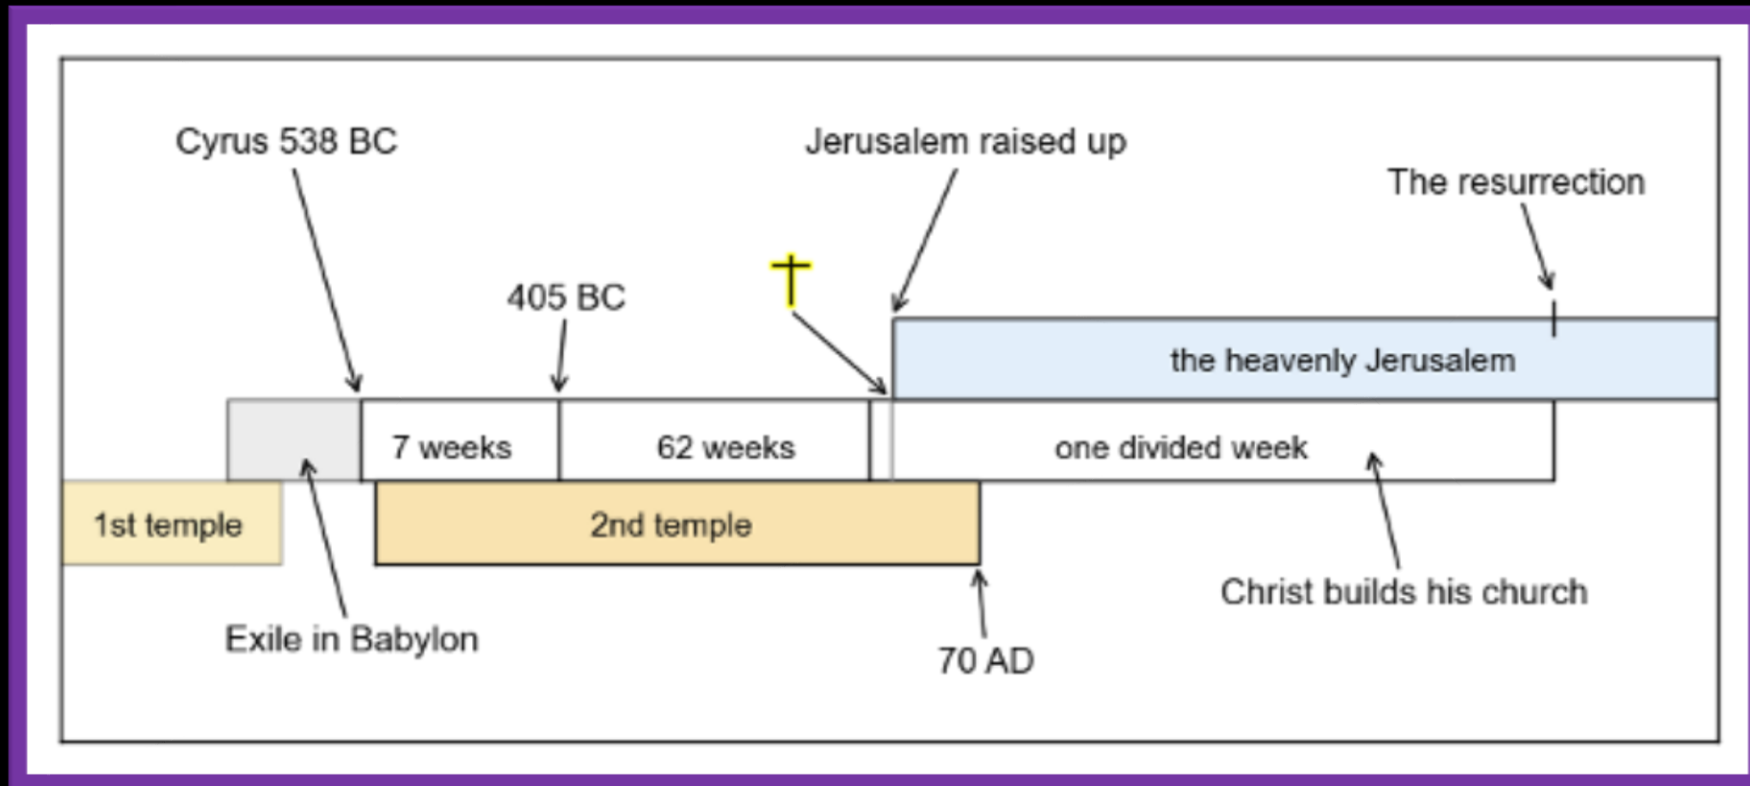 Cyrus 538 BC
Jerusalem raised up
The resurrection
405 BC
the heavenly Jerusalem
7 weeks
62 weeks
one divided week
1st temple
2nd temple
Christ builds his church
Exile in Babylon
70 AD